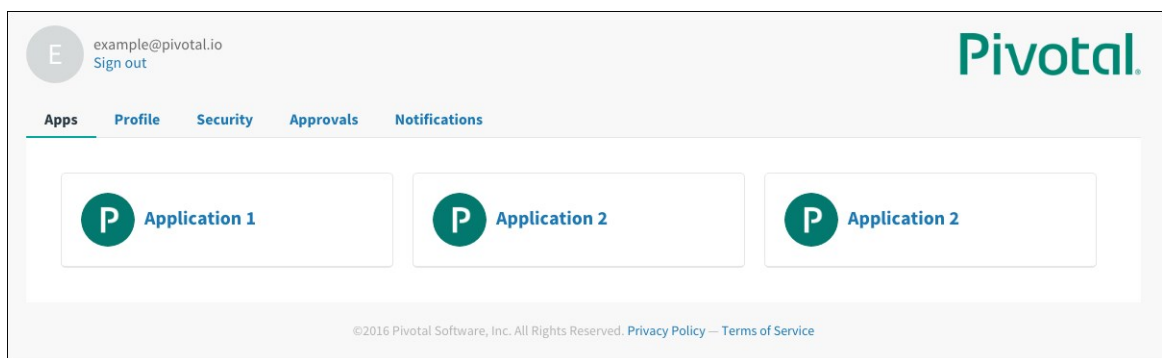 E
example@pivotal.io
Sign out
Pivotal.
Apps Profile Security Approvals Notifications
P Application 1 P Application 2 P Application 2
©2016 Pivotal Software, Inc. All Rights Reserved. Privacy Policy — Terms of Service